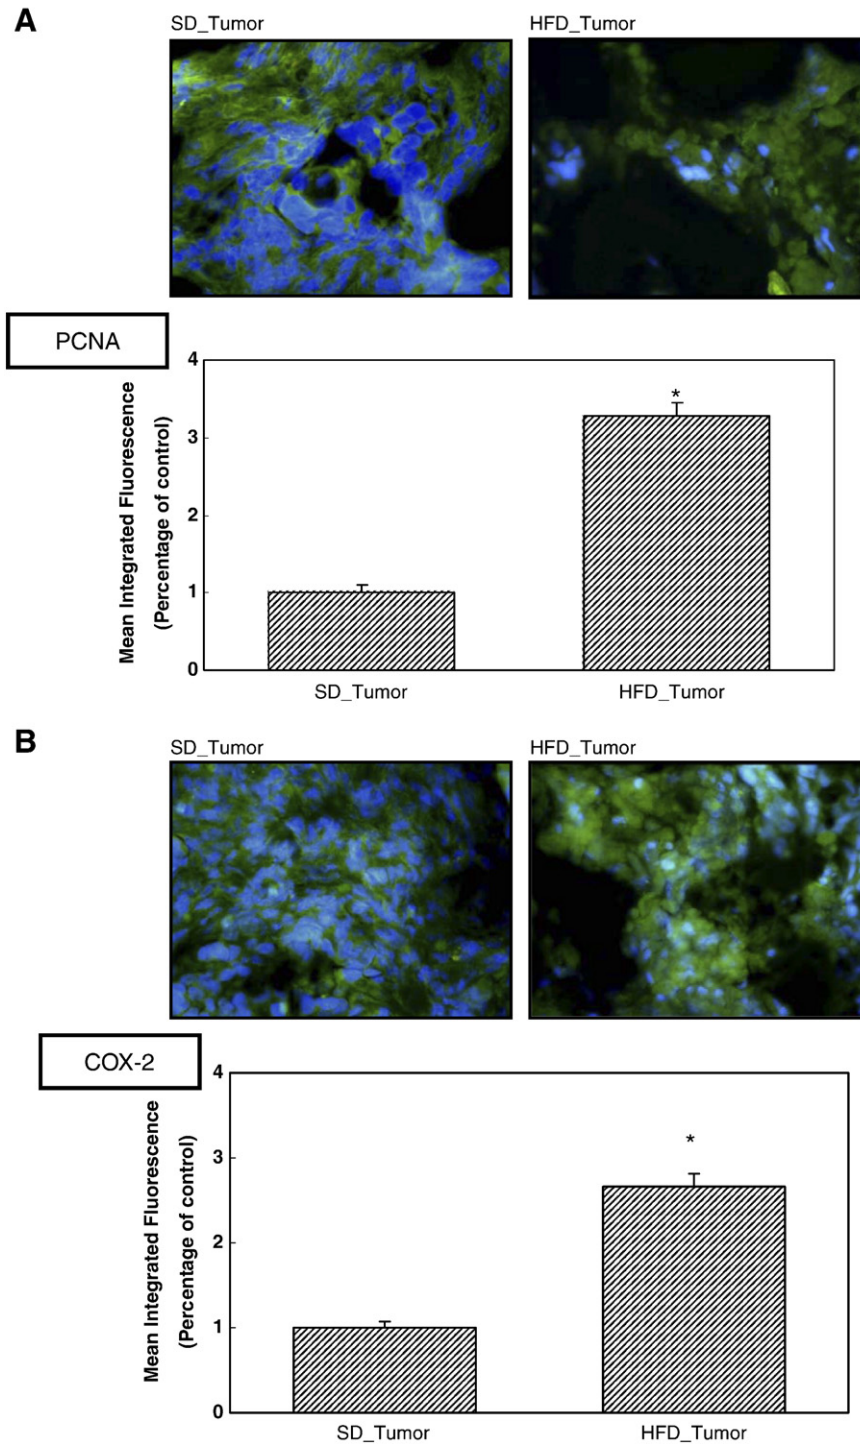 A
SD_Tumor
HFD_Tumor
PCNA
Mean Integrated Fluorescence
(Percentage of control)
4
3
2
1
0
*
SD_Tumor
HFD_Tumor
B
SD_Tumor
HFD_Tumor
COX-2
Mean Integrated Fluorescence
(Percentage of control)
4
3
2
1
0
*
SD_Tumor
HFD_Tumor